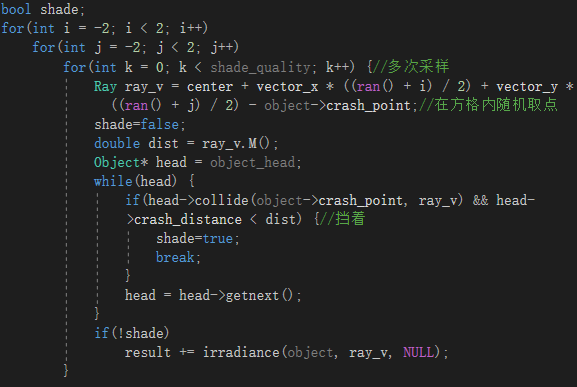 bool shade;
for(int i = -2; i < 2; i++)
for(int j = -2; j < 2; j++)
for(int k = 0; k < shade_quality; k++) {//多次采样
Ray ray_v = center + vector_x * ((ran() + i) / 2) + vector_y *
((ran() + j) / 2) - object->crash_point;//在方格内随机取点
shade=false;
double dist = ray_v.M();
Object* head = object_head;
while(head) {
if(head->collide(object->crash_point, ray_v) && head-
>crash_distance < dist) {//挡着
shade=true;
break;
}
head = head->getnext();
}
if(!shade)
result += irradiance(object, ray_v, NULL);
}